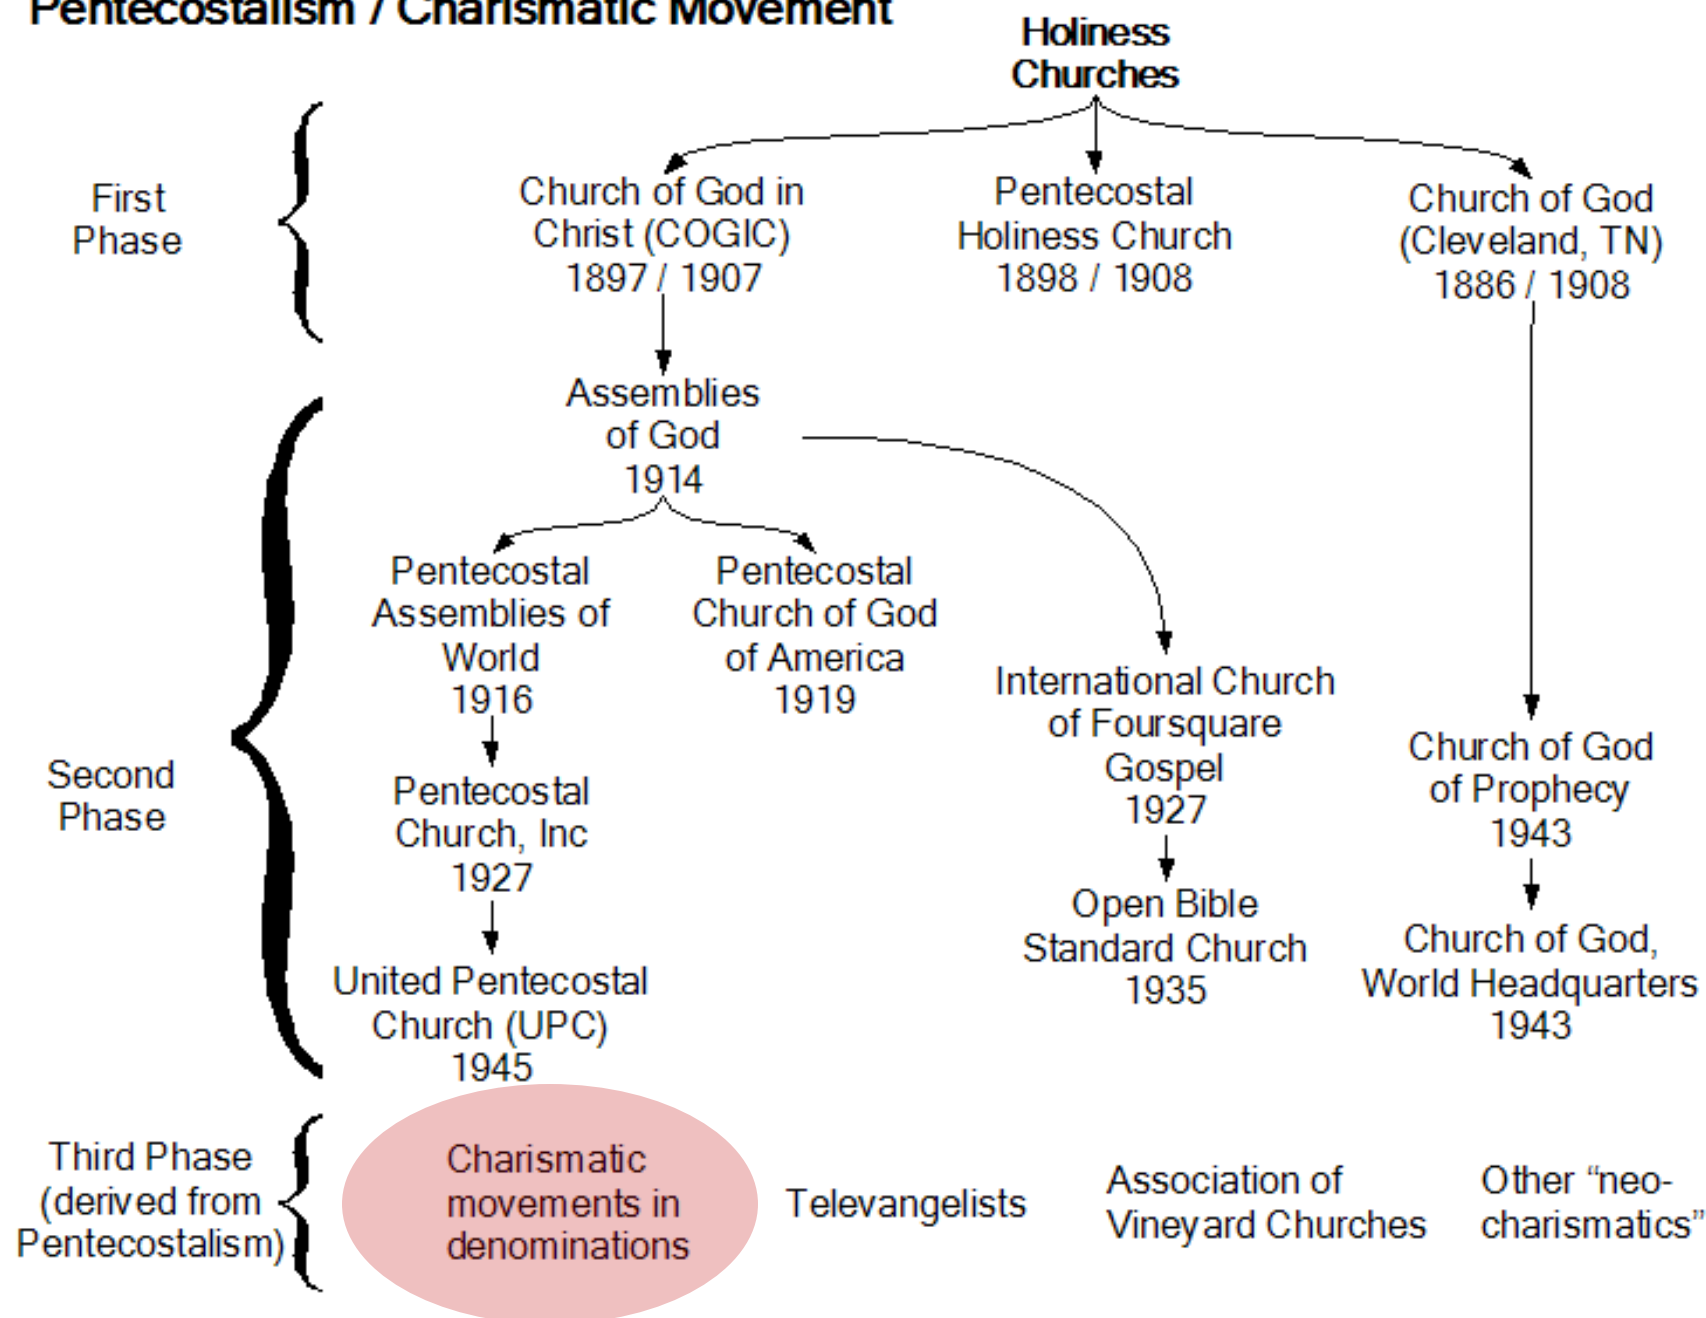 Pentecostalism / Charismatic Movement
Holiness
Churches
First
Phase
Church of God in
Christ (COGIC)
1897 / 1907
Pentecostal
Holiness Church
1898 / 1908
Church of God
(Cleveland, TN)
1886 / 1908
Second
Phase
Assemblies
of God
1914
Pentecostal
Assemblies of
World
1916
Pentecostal
Church of God
of America
1919
Pentecostal
Church, Inc
1927
United Pentecostal
Church (UPC)
1945
International Church
of Foursquare
Gospel
1927
Open Bible
Standard Church
1935
Church of God
of Prophecy
1943
Church of God,
World Headquarters
1943
Third Phase
(derived from
Pentecostalism)
Charismatic
movements in
denominations
Televangelists
Association of
Vineyard Churches
Other “neo-
charismatics”